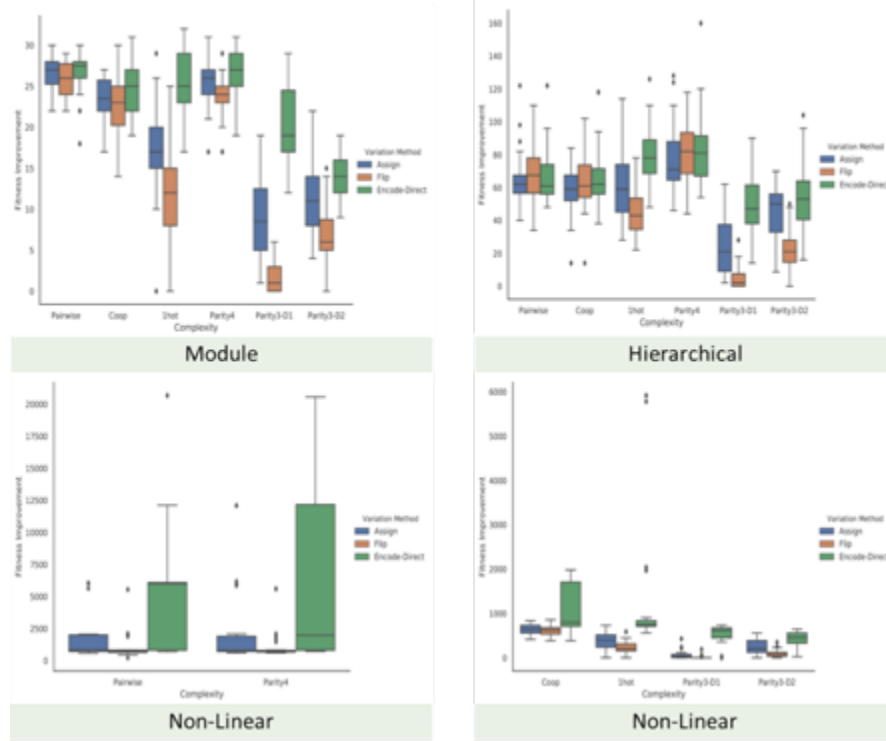 Fitness Improvement
30
25
20
15
10
5
0
Pairwise Coop 1hot Parity4 Parity3-D1 Parity3-D2
Complexity
Variation Method
Assign
Flip
Encode-Direct
Module
Fitness Improvement
160
140
120
100
80
60
40
20
0
Pairwise Coop 1hot Parity4 Parity3-D1 Parity3-D2
Complexity
Variation Method
Assign
Flip
Encode-Direct
Hierarchical
Fitness Improvement
20000
17500
15000
12500
10000
7500
5000
2500
0
Pairwise Parity4
Complexity
Variation Method
Assign
Flip
Encode-Direct
Non-Linear
Fitness Improvement
6000
5000
4000
3000
2000
1000
0
Coop 1hot Parity3-D1 Parity3-D2
Complexity
Variation Method
Assign
Flip
Encode-Direct
Non-Linear